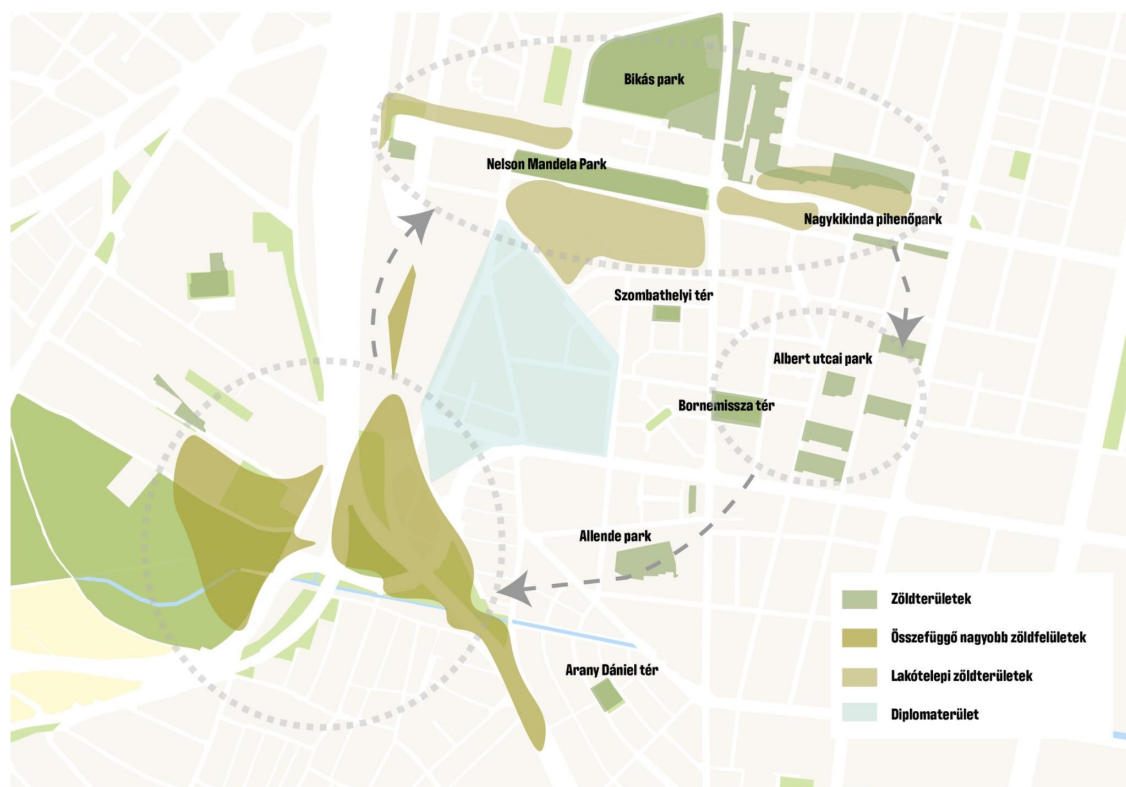 Bikás park
Nelson Mandela Park
Nagykikinda pihenőpark
Szombathelyi tér
Albert utcai park
Bornemissza tér
Allende park
Arany Dániel tér
Zöldterületek
Összefüggő nagyobb zöldfelületek
Lakótelepi zöldterületek
Diplomaterület